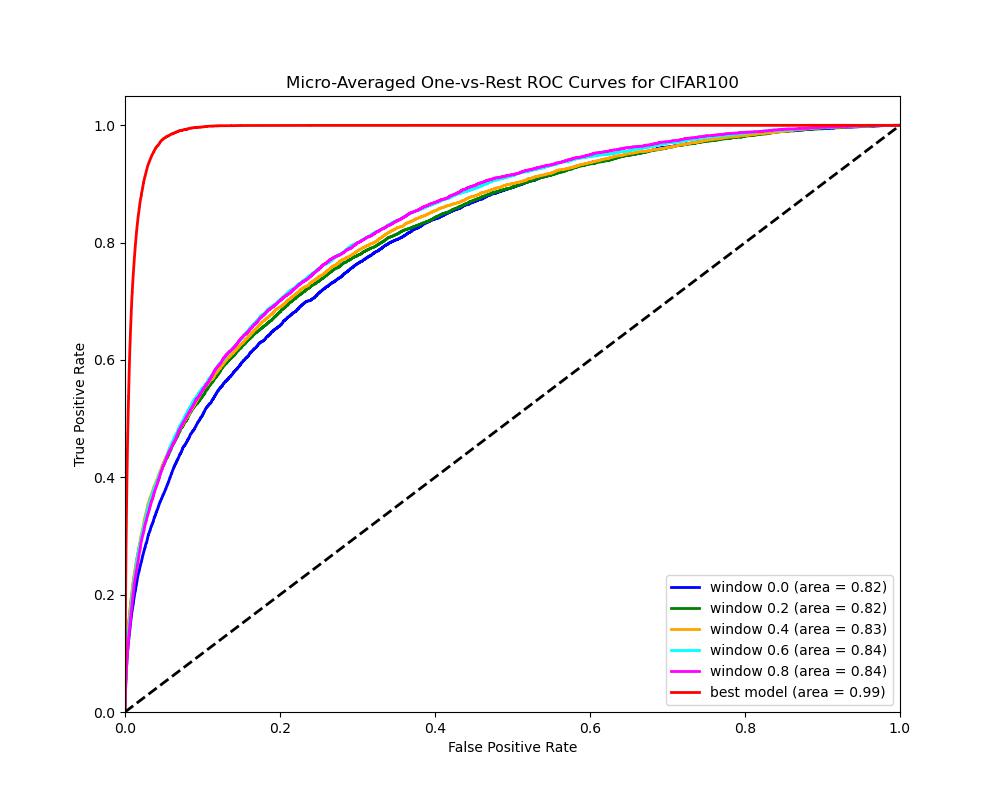 Micro-Averaged One-vs-Rest ROC Curves for CIFAR100
True Positive Rate
1.0
0.8
0.6
0.4
0.2
0.0
0.0 0.2 0.4 0.6 0.8 1.0
False Positive Rate
window 0.0 (area = 0.82)
window 0.2 (area = 0.82)
window 0.4 (area = 0.83)
window 0.6 (area = 0.84)
window 0.8 (area = 0.84)
best model (area = 0.99)